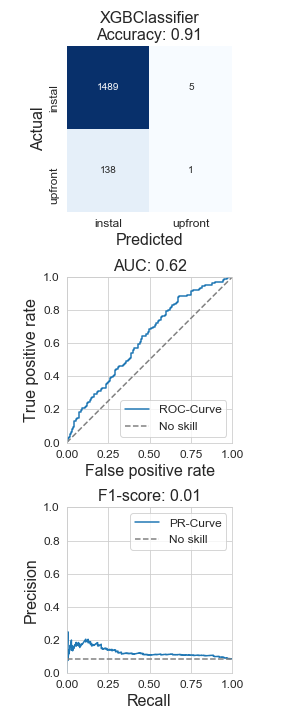 XGBClassifier
Accuracy: 0.91
Actual
instal
1489
5
upfront
138
1
instal
upfront
Predicted
AUC: 0.62
True positive rate
1.0
0.8
0.6
0.4
0.2
0.0
ROC-Curve
No skill
0.00
0.25
0.50
0.75
1.00
False positive rate
F1-score: 0.01
Precision
1.0
0.8
0.6
0.4
0.2
0.0
PR-Curve
No skill
0.00
0.25
0.50
0.75
1.00
Recall